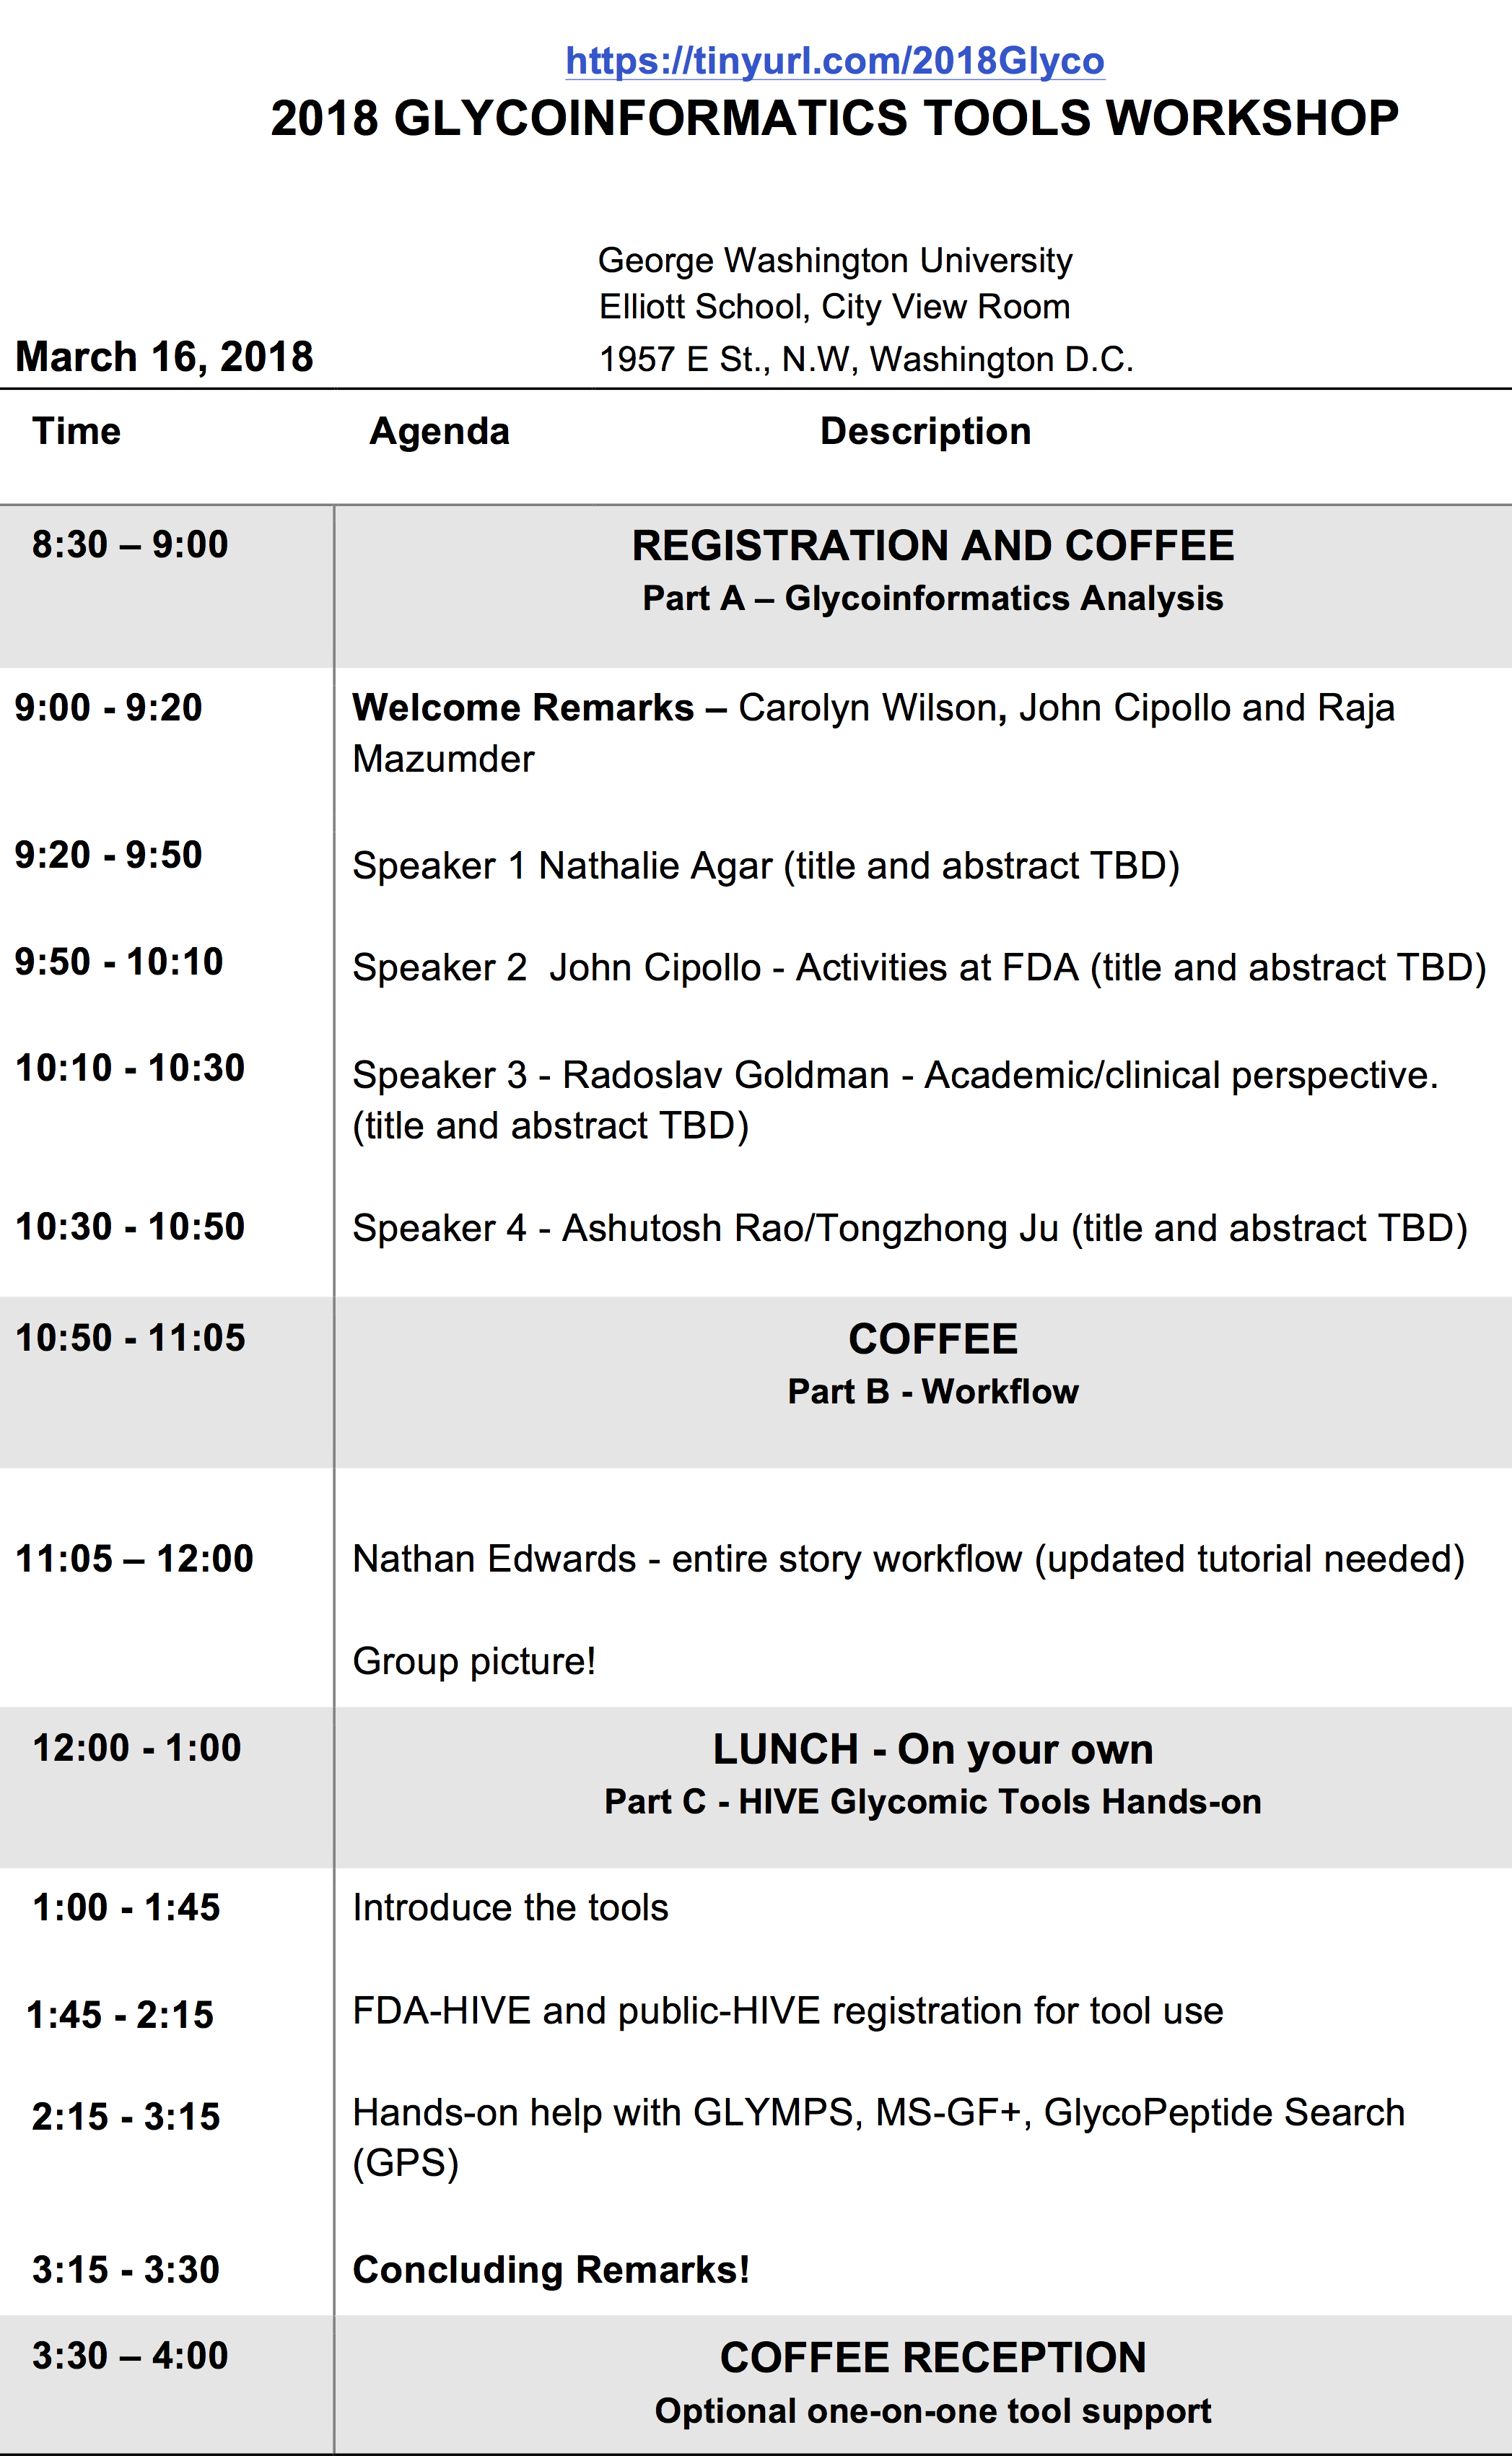 https://tinyurl.com/2018Glyco
2018 GLYCOINFORMATICS TOOLS WORKSHOP
George Washington University
Elliott School, City View Room
March 16, 2018 1957 E St., N.W, Washington D.C.
Time Agenda Description
8:30 – 9:00 REGISTRATION AND COFFEE
Part A – Glycoinformatics Analysis
9:00 - 9:20 Welcome Remarks – Carolyn Wilson, John Cipollo and Raja
Mazumder
9:20 - 9:50 Speaker 1 Nathalie Agar (title and abstract TBD)
9:50 - 10:10 Speaker 2  John Cipollo - Activities at FDA (title and abstract TBD)
10:10 - 10:30 Speaker 3 - Radoslav Goldman - Academic/clinical perspective.
(title and abstract TBD)
10:30 - 10:50 Speaker 4 - Ashutosh Rao/Tongzhong Ju (title and abstract TBD)
10:50 - 11:05 COFFEE
Part B - Workflow
11:05 – 12:00 Nathan Edwards - entire story workflow (updated tutorial needed)
Group picture!
12:00 - 1:00 LUNCH - On your own
Part C - HIVE Glycomic Tools Hands-on
1:00 - 1:45 Introduce the tools
1:45 - 2:15 FDA-HIVE and public-HIVE registration for tool use
2:15 - 3:15 Hands-on help with GLYMPS, MS-GF+, GlycoPeptide Search
(GPS)
3:15 - 3:30 Concluding Remarks!
3:30 – 4:00 COFFEE RECEPTION
Optional one-on-one tool support